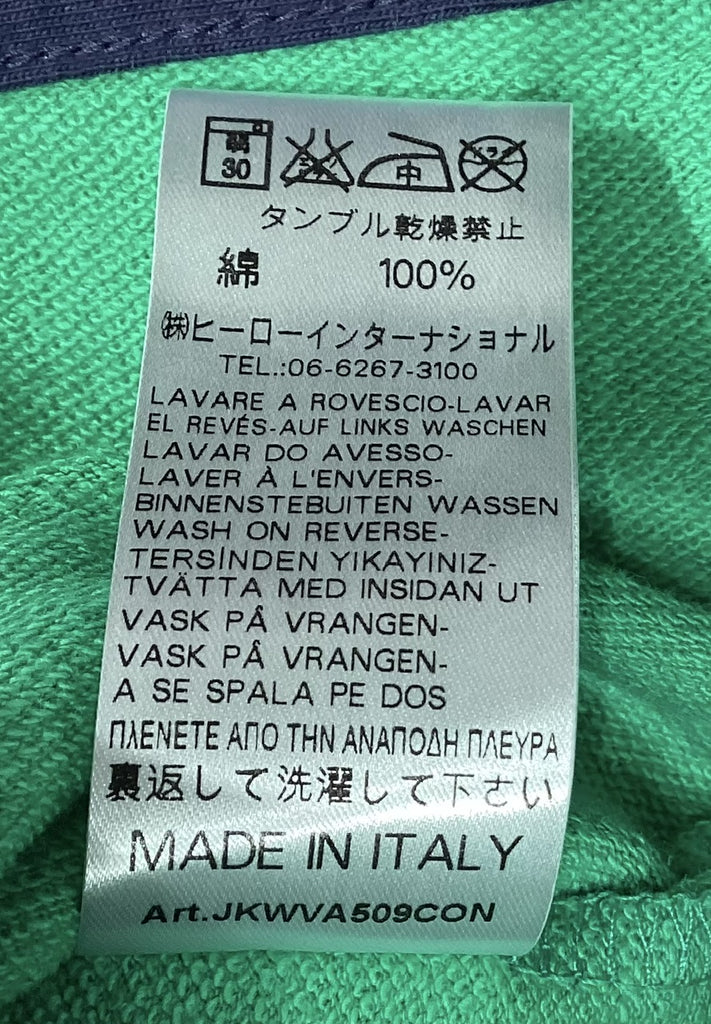 弱
30
中
タンブル乾燥禁止
綿 100%
㈱ヒーローインターナショナル
TEL.:06-6267-3100
LAVARE A ROVESCIO-LAVAR
EL REVÉS-AUF LINKS WASCHEN
LAVAR DO AVESSO-
LAVER À L'ENVERS-
BINNENSTEBUITEN WASSEN
WASH ON REVERSE-
TERSİNDEN YIKAYINIZ-
TVÄTTA MED INSIDAN UT
VASK PÅ VRANGEN-
VASK PÅ VRANGEN-
A SE SPALA PE DOS
ΠλΕΝΕΤΕ ΑΠΟ ΤΗΝ ΑΝΑΠΟΔΗ ΠΛΕΥΡΑ
裏返して洗濯して下さい
MADE IN ITALY
Art.JKWVA509CON